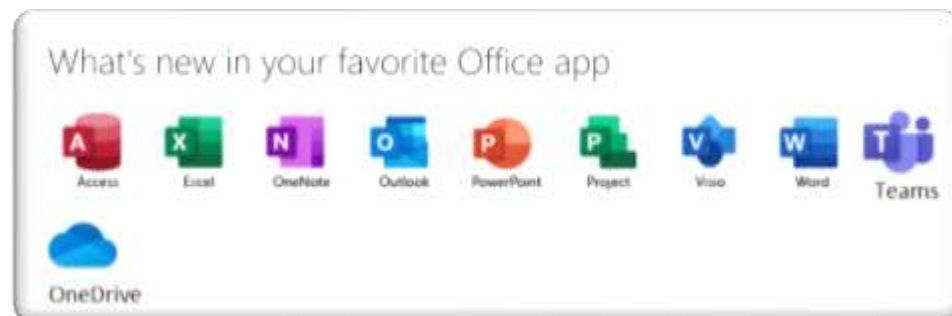 What's new in your favorite Office app
A X N O P P V W T
Access Excel OneNote Outlook PowerPoint Project Visio Word Teams
OneDrive